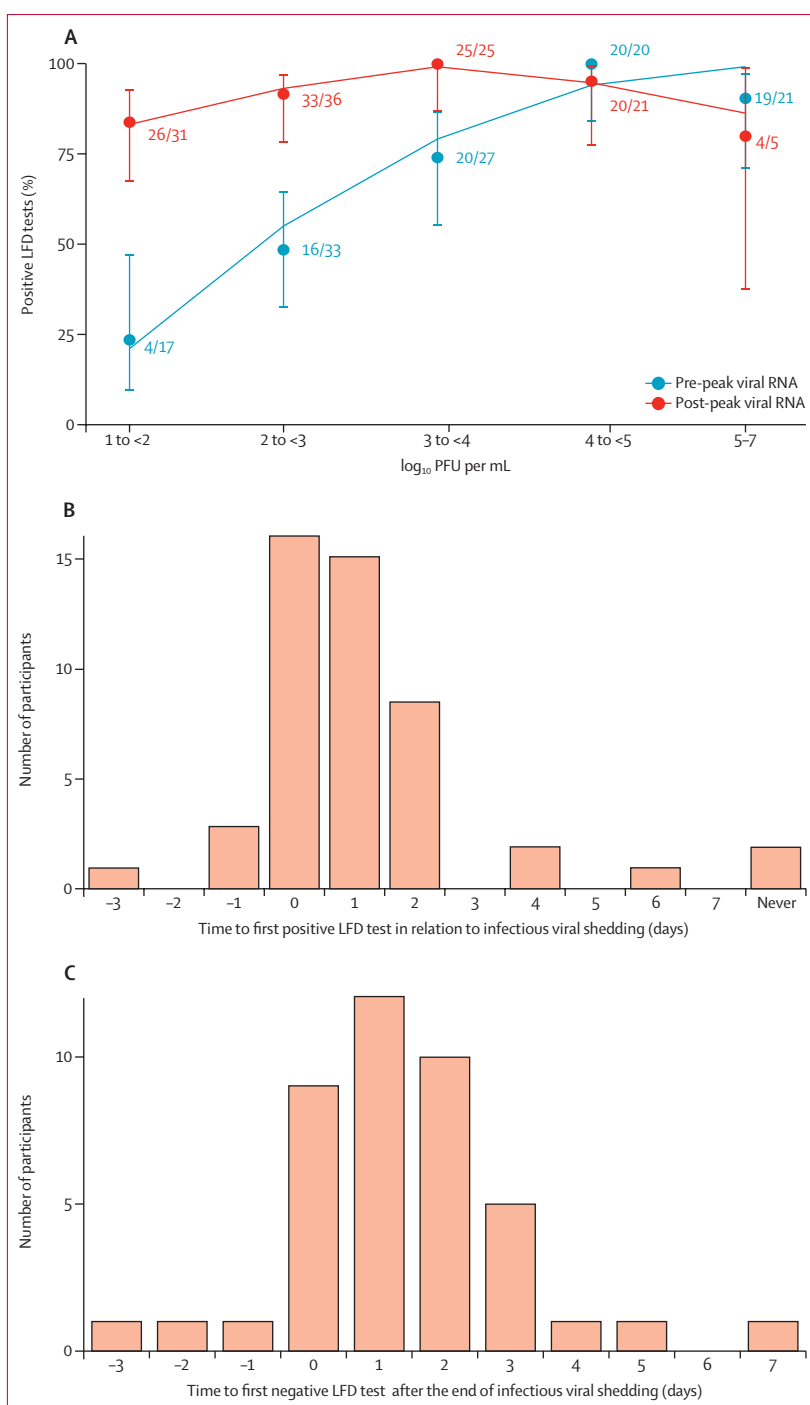 A
100
75
50
25
0
Positive LFD tests (%)
26/31
33/36
25/25
20/21
4/5
4/17
16/33
20/27
20/20
19/21
Pre-peak viral RNA
Post-peak viral RNA
1 to <2
2 to <3
3 to <4
4 to <5
5–7
log₁₀ PFU per mL
B
15
10
5
0
Number of participants
–3
–2
–1
0
1
2
3
4
5
6
7
Never
Time to first positive LFD test in relation to infectious viral shedding (days)
C
10
5
0
Number of participants
–3
–2
–1
0
1
2
3
4
5
6
7
Time to first negative LFD test after the end of infectious viral shedding (days)